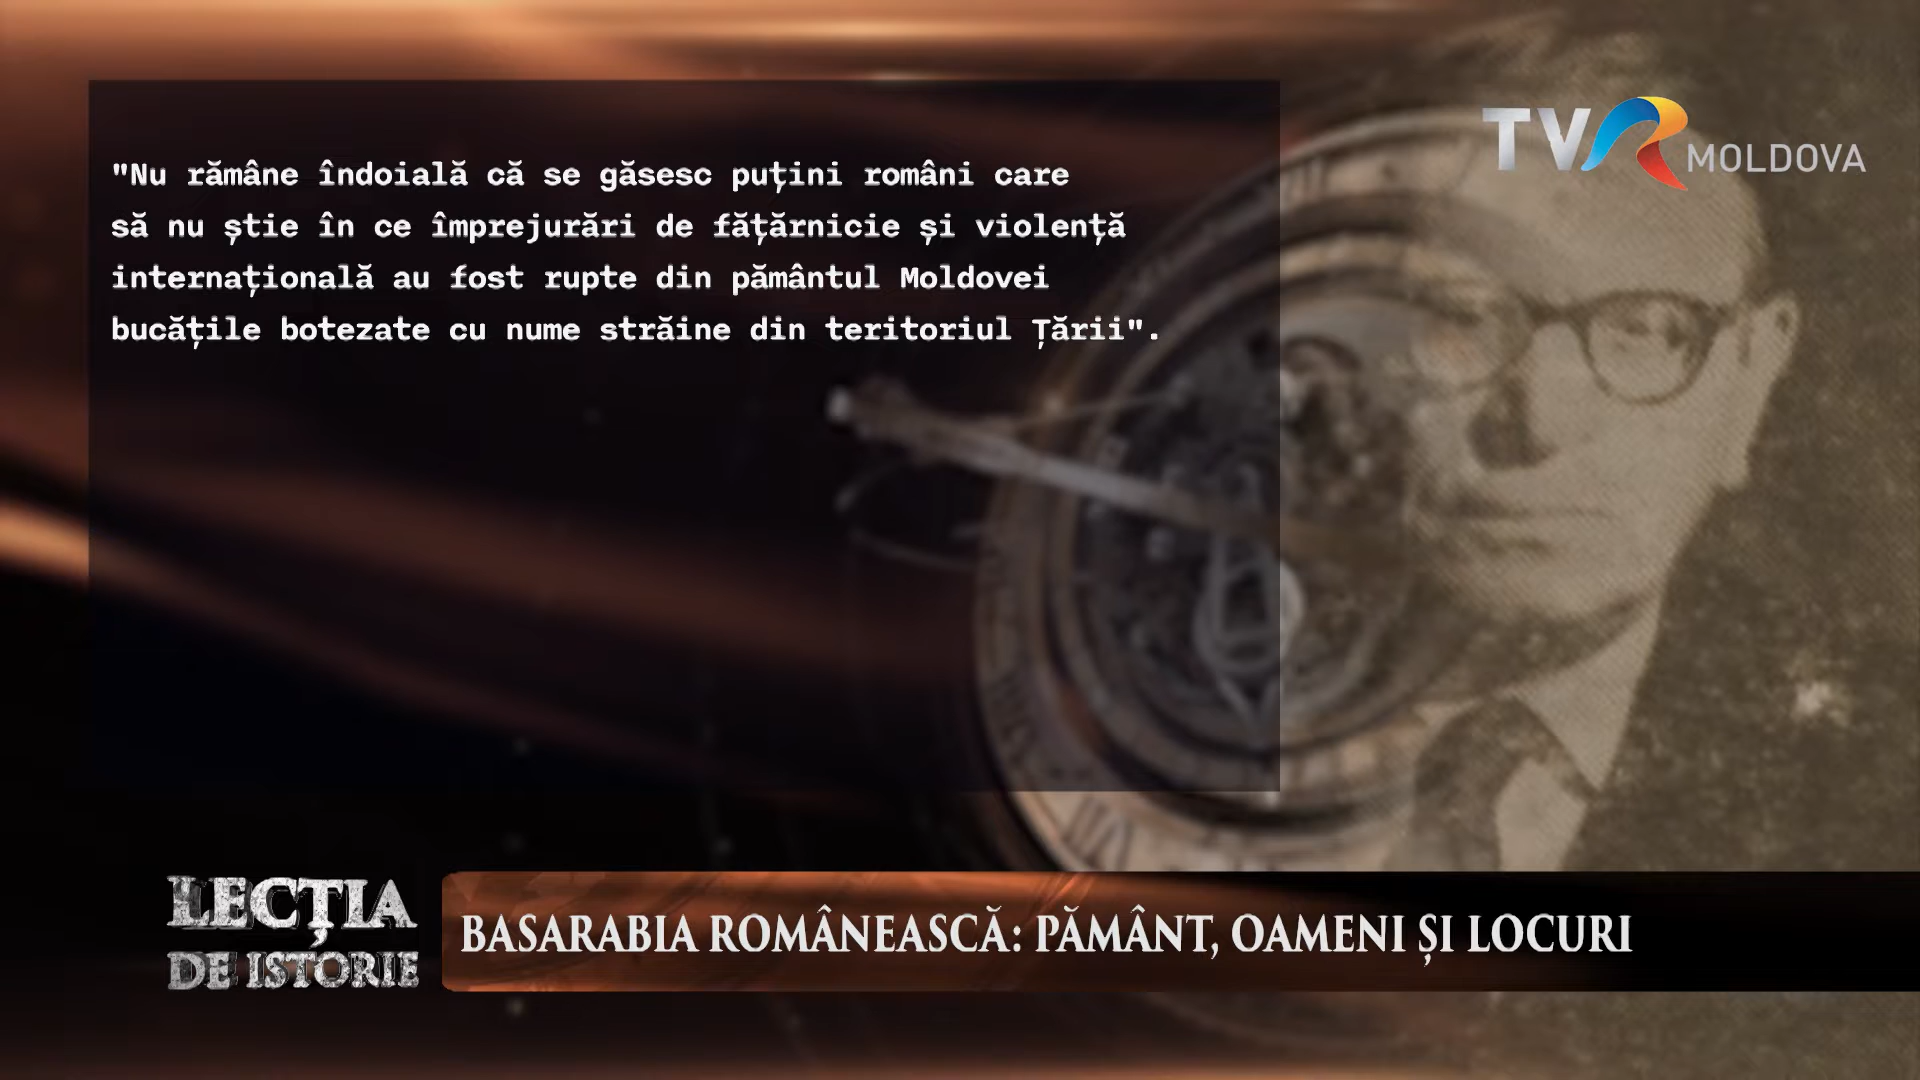 TVR MOLDOVA
"Nu rămâne îndoială că se găsesc puțini români care
să nu știe în ce împrejurări de fățărnicie și violență
internațională au fost rupte din pământul Moldovei
bucățile botezate cu nume străine din teritoriul Țării".
LECȚIA
DE ISTORIE
BASARABIA ROMÂNEASCĂ: PĂMÂNT, OAMENI ȘI LOCURI